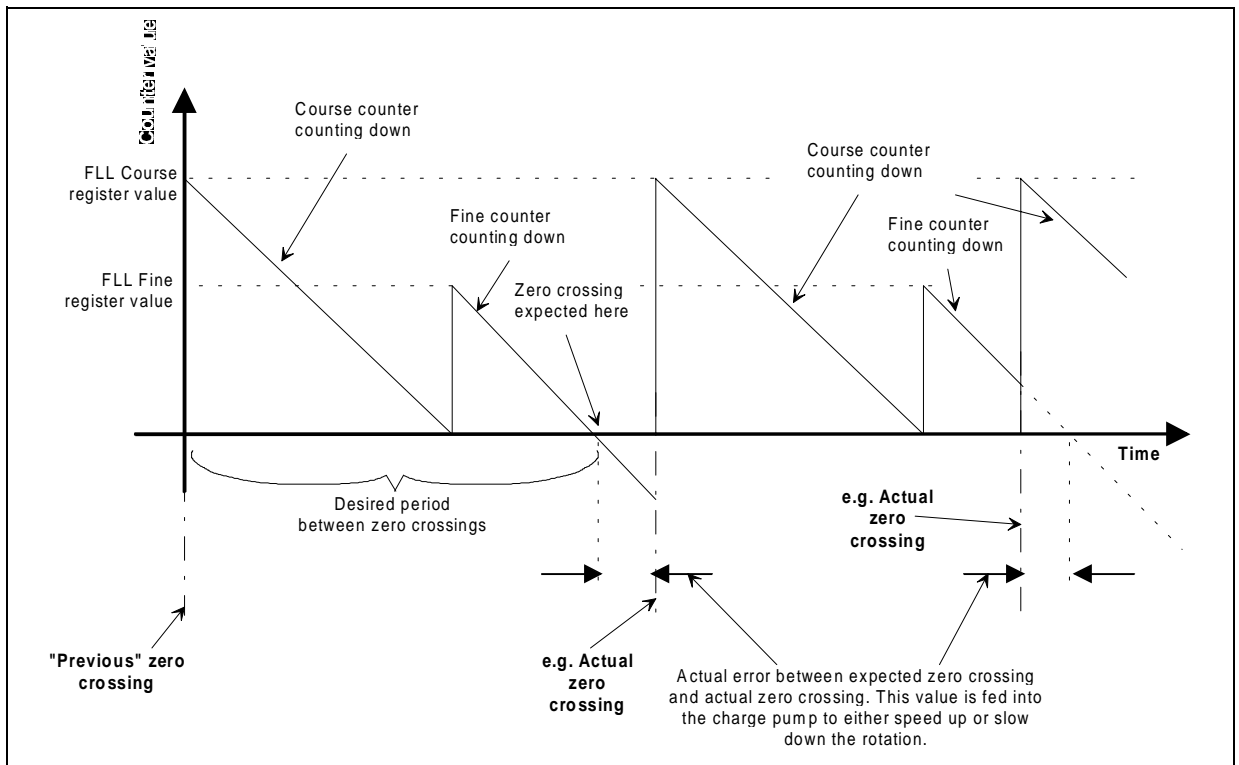 Counter value
Course counter
counting down
FLL Course
register value
Course counter
counting down
Fine counter
counting down
Fine counter
counting down
FLL Fine
register value
Zero crossing
expected here
Time
Desired period
between zero crossings
e.g. Actual
zero
crossing
"Previous" zero
crossing
e.g. Actual
zero
crossing
Actual error between expected zero crossing
and actual zero crossing. This value is fed into
the charge pump to either speed up or slow
down the rotation.